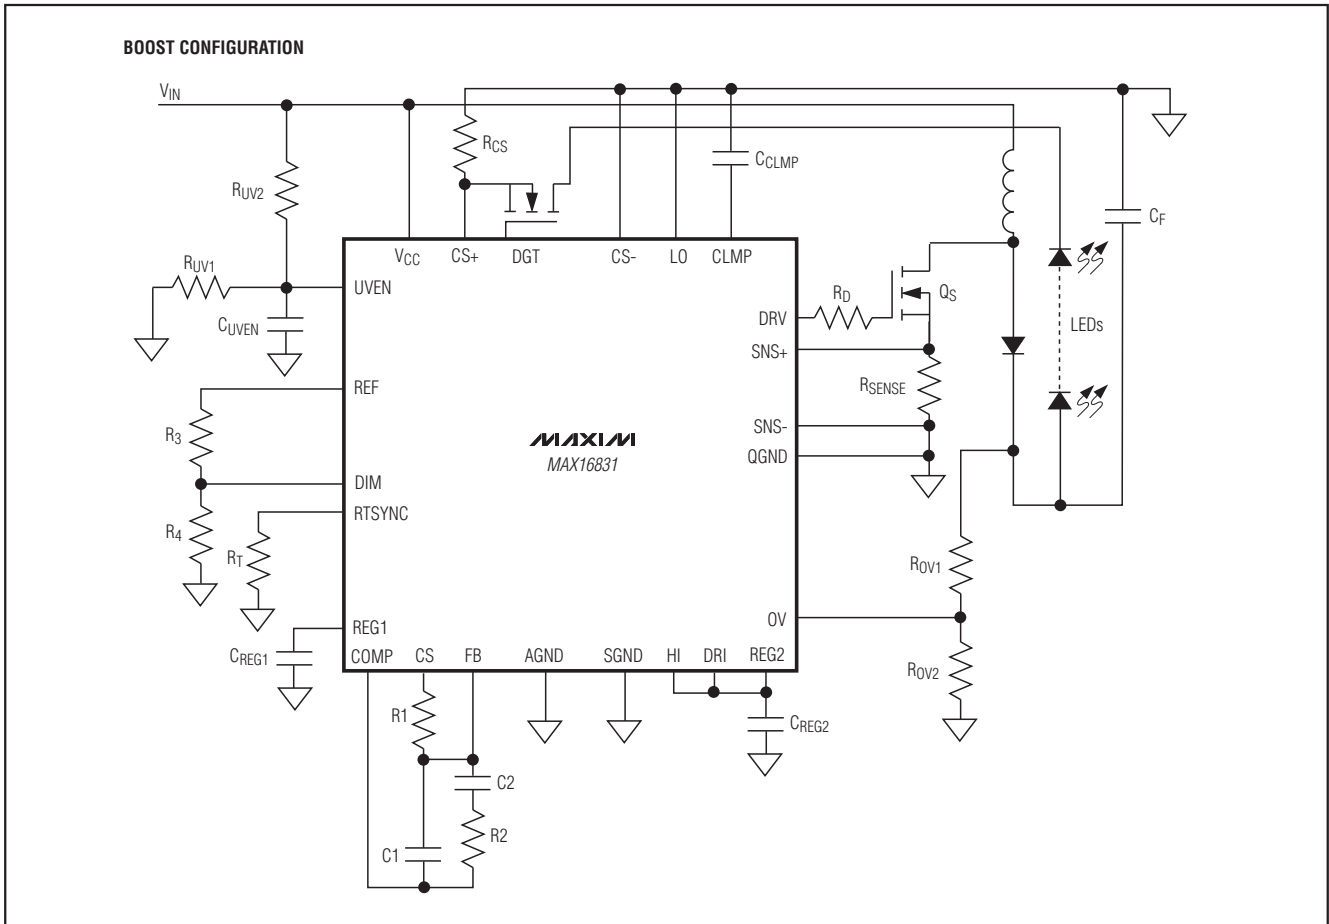 BOOST CONFIGURATION
VIN
RCS
CCLMP
RUV2
CF
VCC
CS+
DGT
CS-
LO
CLMP
RUV1
UVEN
CUVEN
DRV
RD
QS
LEDs
SNS+
RSENSE
REF
R3
MAXIM
MAX16831
SNS-
QGND
DIM
RTSYNC
R4
RT
ROV1
OV
REG1
CREG1
COMP
CS
FB
AGND
SGND
HI
DRI
REG2
ROV2
R1
CREG2
C2
R2
C1